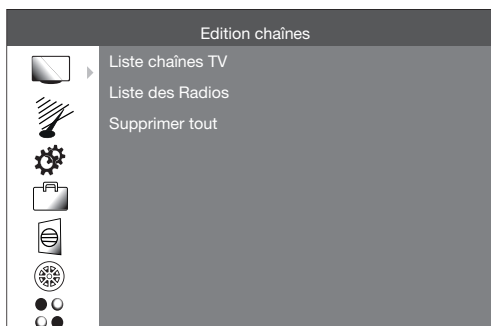 Edition chaînes
Liste chaînes TV
Liste des Radios
Supprimer tout